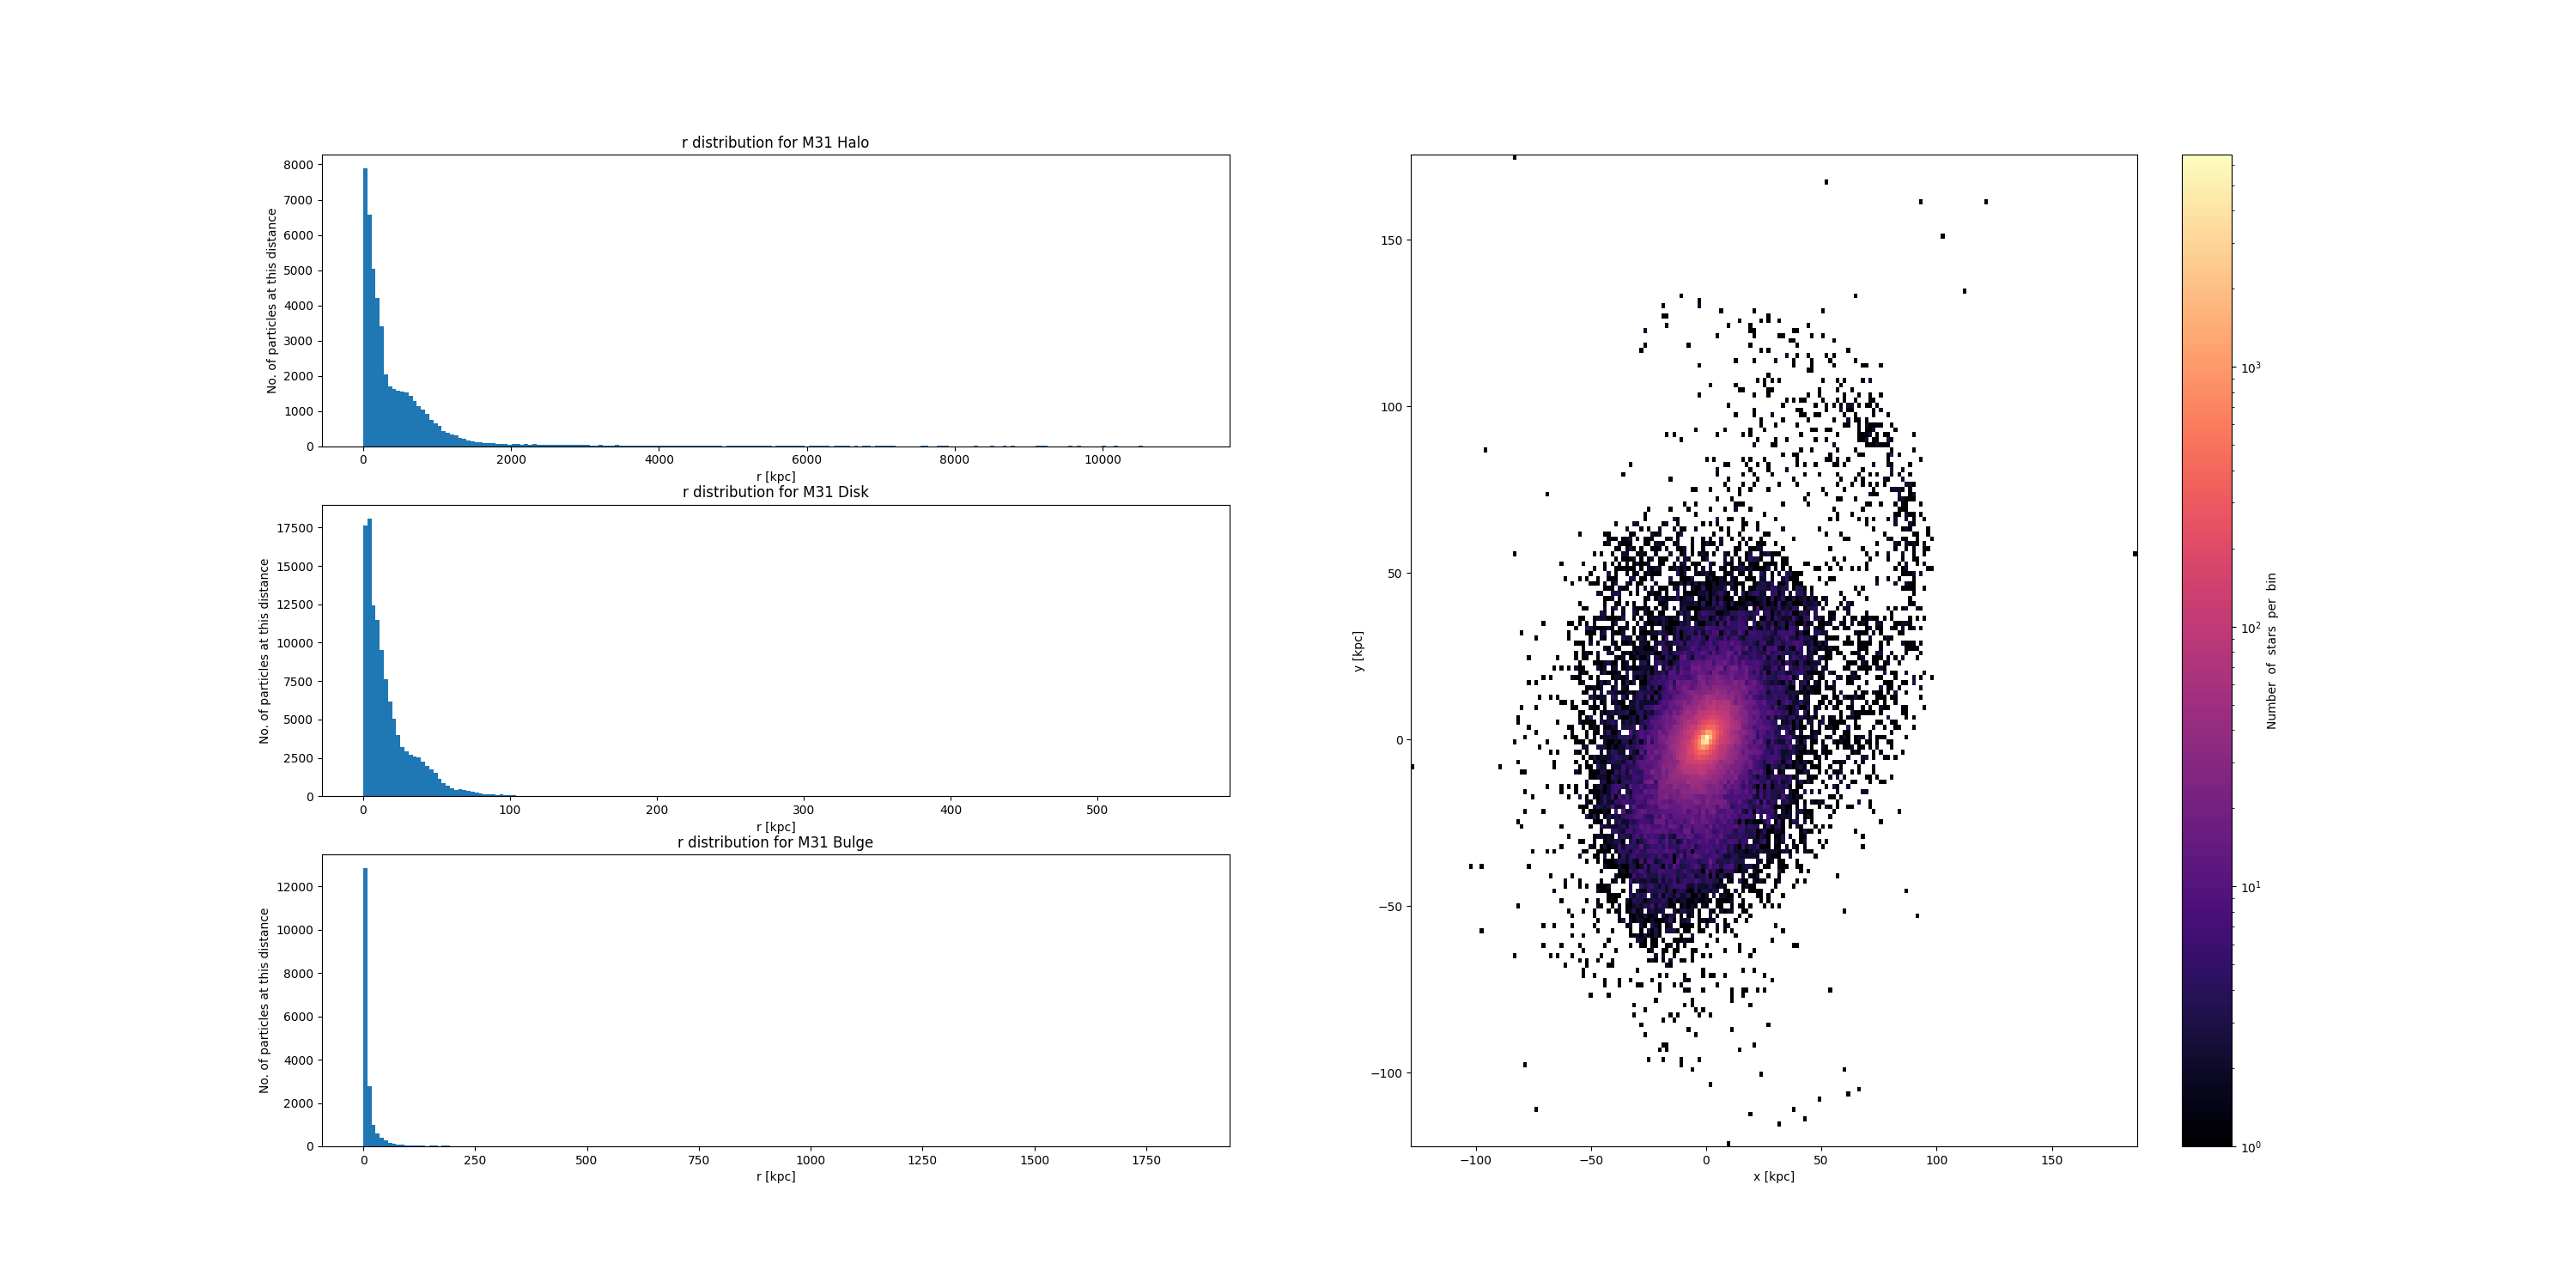 r distribution for M31 Halo
No. of particles at this distance
8000
7000
6000
5000
4000
3000
2000
1000
0
0 2000 4000 6000 8000 10000
r [kpc]
r distribution for M31 Disk
No. of particles at this distance
17500
15000
12500
10000
7500
5000
2500
0
0 100 200 300 400 500
r [kpc]
r distribution for M31 Bulge
No. of particles at this distance
12000
10000
8000
6000
4000
2000
0
0 250 500 750 1000 1250 1500 1750
r [kpc]
y [kpc]
150
100
50
0
−50
−100
−100 −50 0 50 100 150
x [kpc]
10³
10²
10¹
10⁰
Number of stars per bin